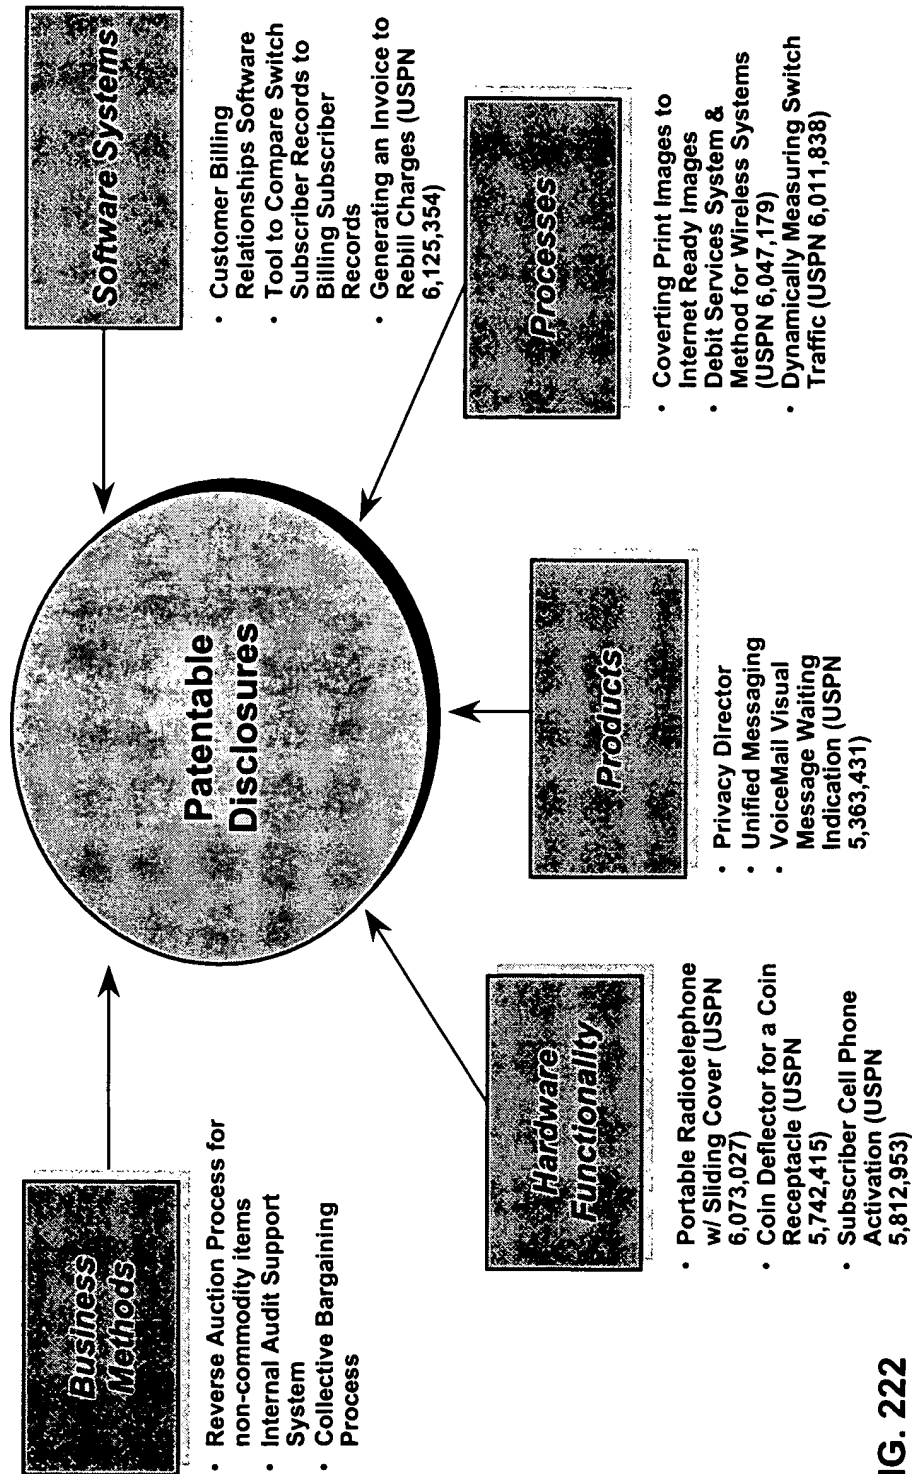 Patentable
Disclosures
Business
Methods
• Reverse Auction Process for
non-commodity items
• Internal Audit Support
System
• Collective Bargaining
Process
Hardware
Functionality
• Portable Radiotelephone
w/ Sliding Cover (USPN
6,073,027)
• Coin Deflector for a Coin
Receptacle (USPN
5,742,415)
• Subscriber Cell Phone
Activation (USPN
5,812,953)
Products
• Privacy Director
• Unified Messaging
• VoiceMail Visual
Message Waiting
Indication (USPN
5,363,431)
Processes
• Coverting Print Images to
Internet Ready Images
• Debit Services System &
Method for Wireless Systems
(USPN 6,047,179)
• Dynamically Measuring Switch
Traffic (USPN 6,011,838)
Software Systems
• Customer Billing
Relationships Software
• Tool to Compare Switch
Subscriber Records to
Billing Subscriber
Records
• Generating an Invoice to
Rebill Charges (USPN
6,125,354)
IG. 222